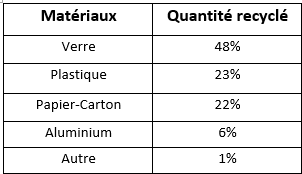 Matériaux Quantité recyclé
Verre 48%
Plastique 23%
Papier-Carton 22%
Aluminium 6%
Autre 1%